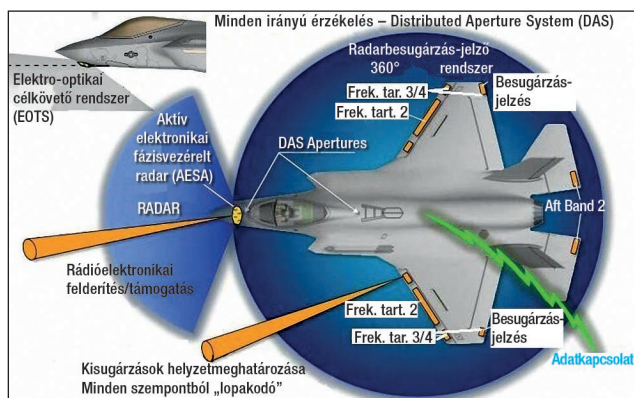 Minden irányú érzékelés – Distributed Aperture System (DAS)
Elektro-optikai
célkövető rendszer
(EOTS)
Radarbesugárzás-jelző
360° rendszer
Besugárzás-
jelzés
Frek. tar. 3/4
Frek. tart. 2
Aktív
elektronikai
fázisvezérelt
radar (AESA)
DAS Apertures
RADAR
Aft Band 2
Rádióelektronikai
felderítés/támogatás
Frek. tart. 2
Frek. tar. 3/4
Besugárzás-
jelzés
Adatkapcsolat
Kisugárzások helyzetmeghatározása
Minden szempontból „lopakodó”